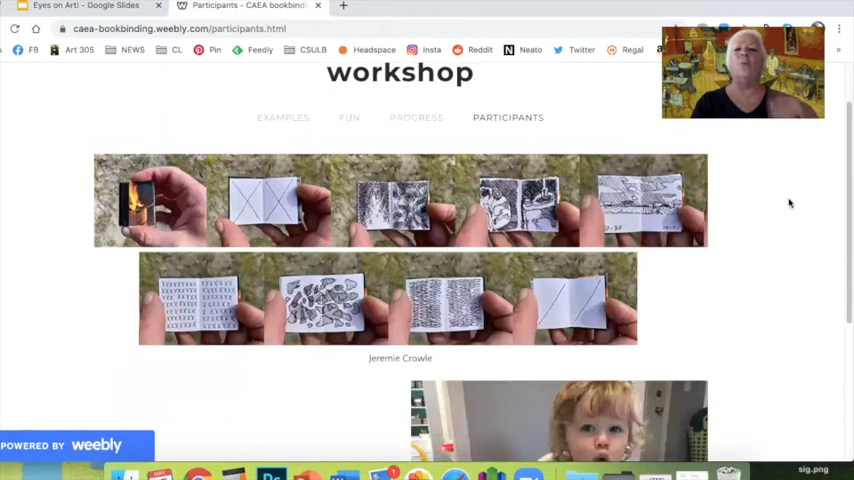 Eyes on Art! - Google Slides
Participants - CAEA bookbindin
caea-bookbinding.weebly.com/participants.html
FB
Art 305
NEWS
CL
Pin
Feedly
CSULB
Headspace
Insta
Reddit
Neato
Twitter
Regal
workshop
EXAMPLES
FUN
PROGRESS
PARTICIPANTS
Jeremie Crowle
POWERED BY weebly
sig.png